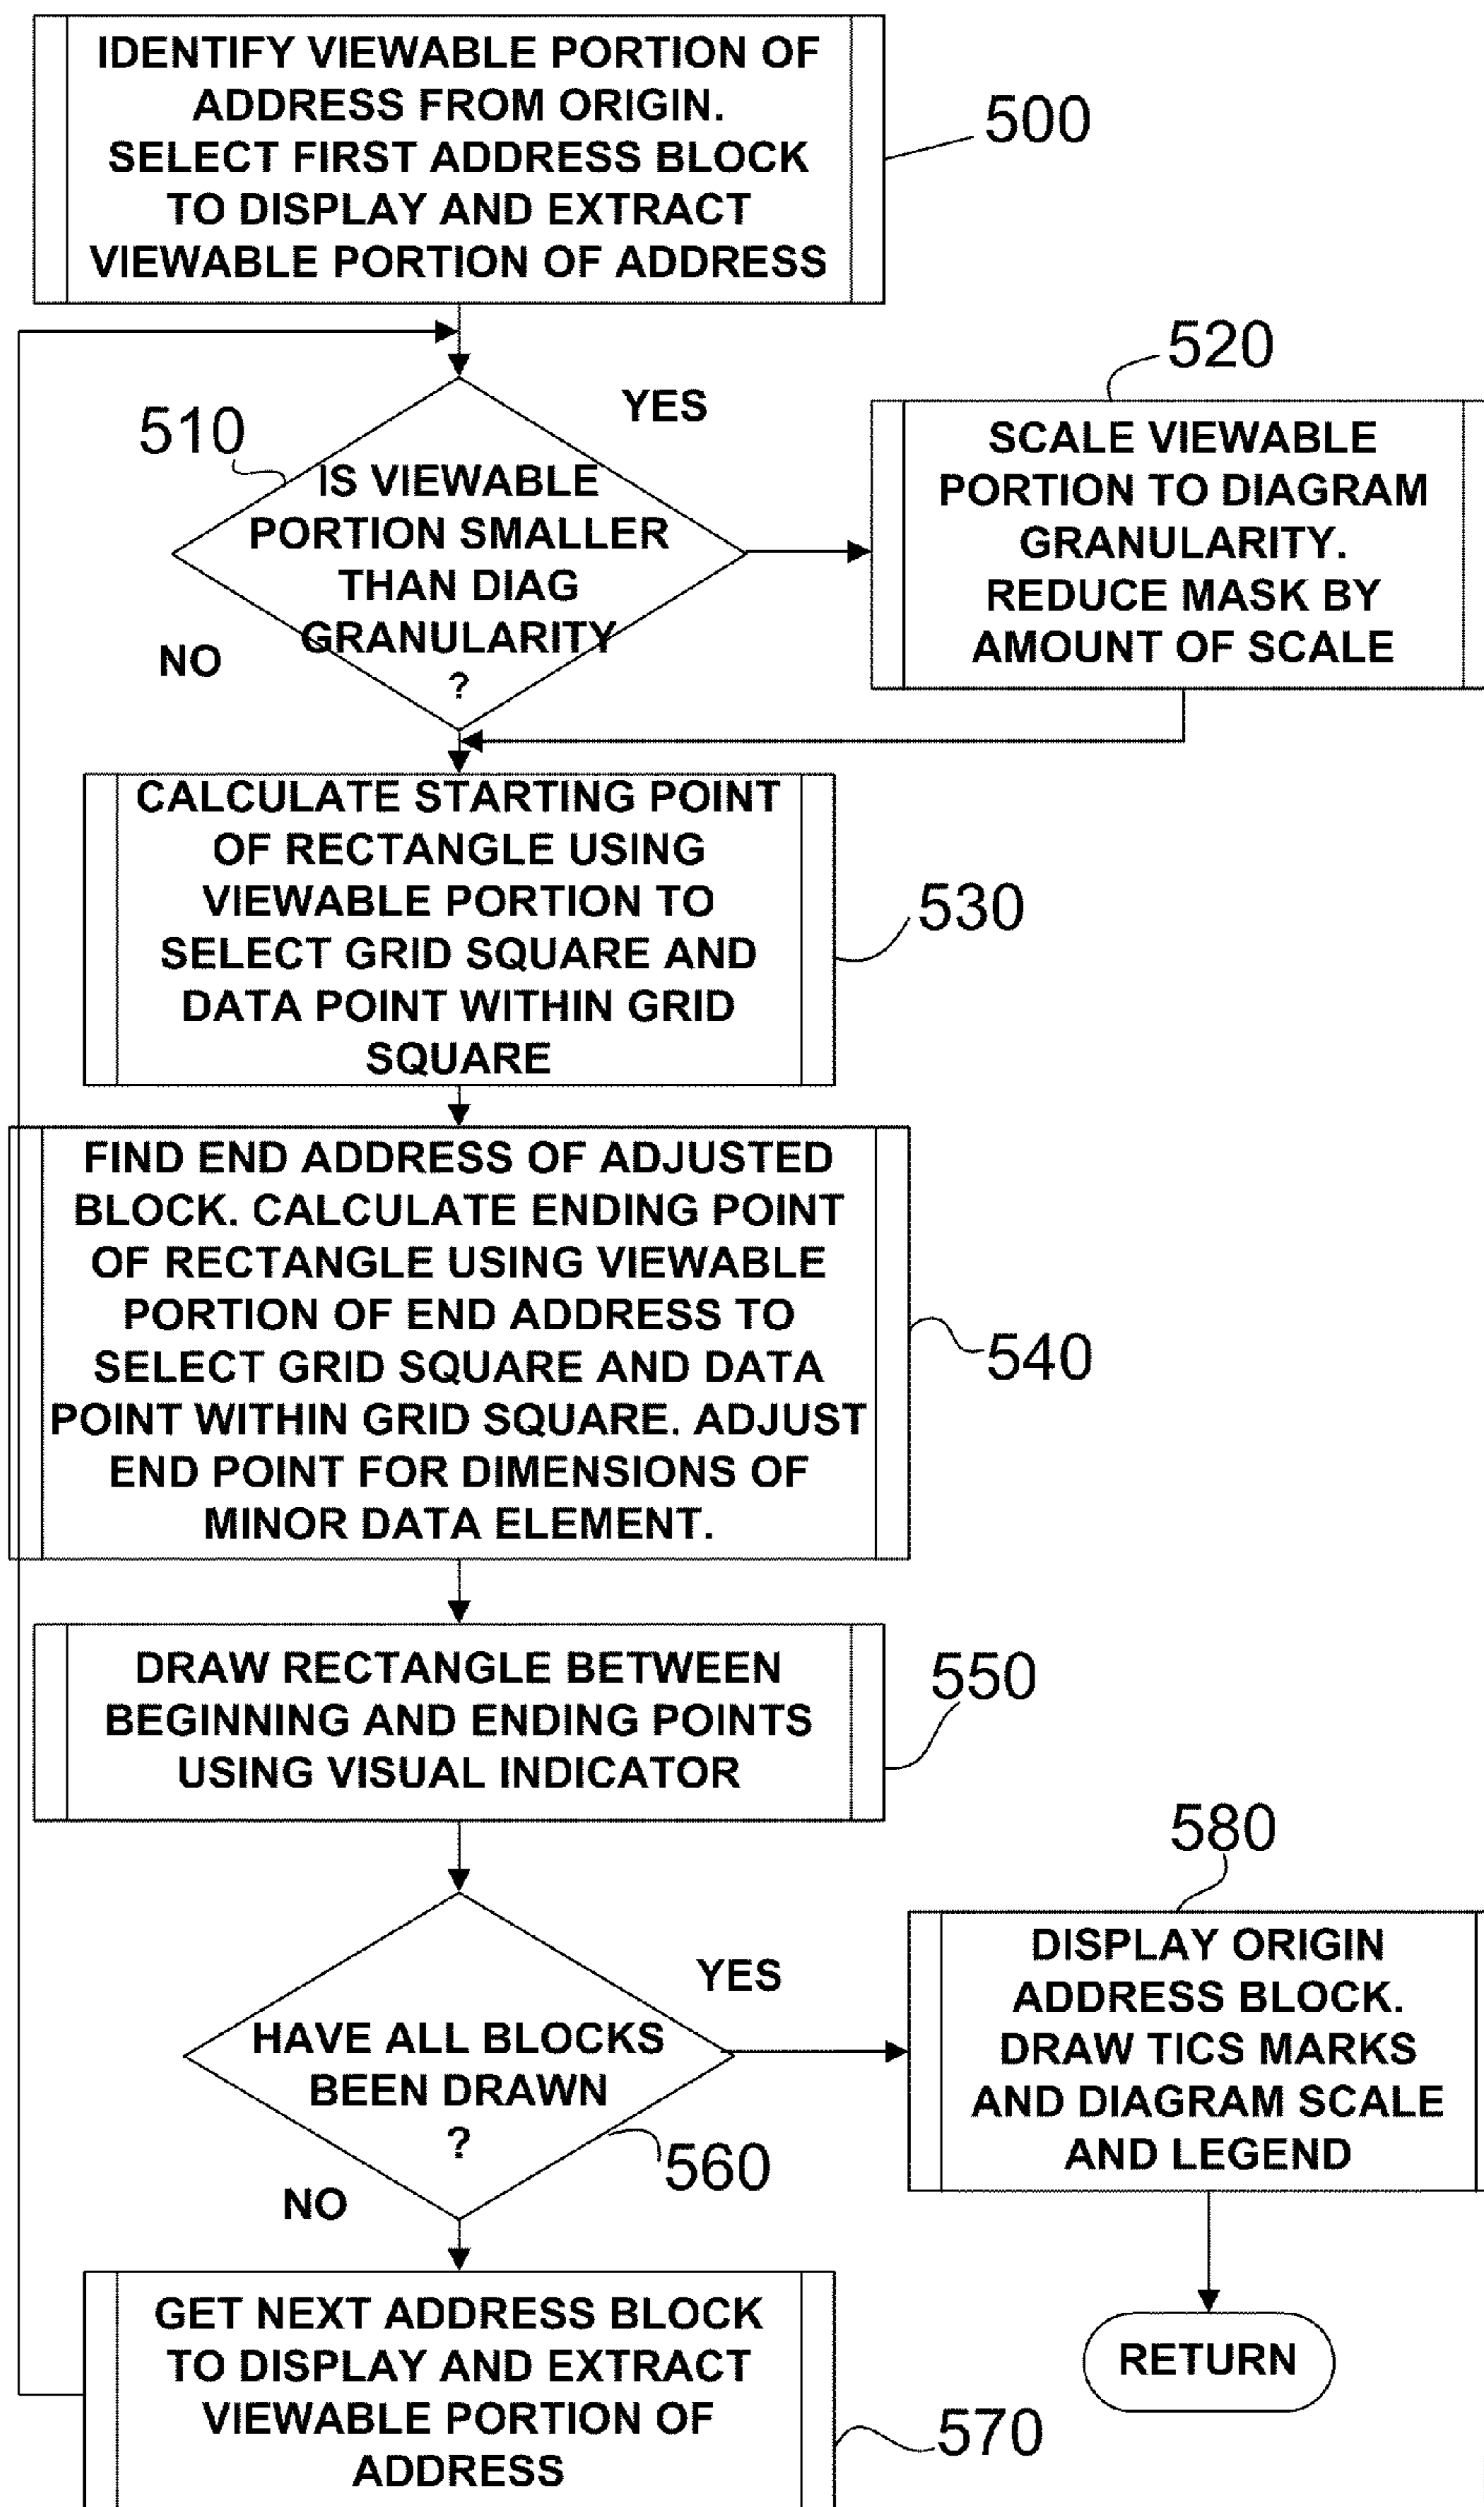 IDENTIFY VIEWABLE PORTION OF
ADDRESS FROM ORIGIN.
SELECT FIRST ADDRESS BLOCK
TO DISPLAY AND EXTRACT
VIEWABLE PORTION OF ADDRESS
500
510
YES
IS VIEWABLE
PORTION SMALLER
THAN DIAG
GRANULARITY
?
NO
520
SCALE VIEWABLE
PORTION TO DIAGRAM
GRANULARITY.
REDUCE MASK BY
AMOUNT OF SCALE
CALCULATE STARTING POINT
OF RECTANGLE USING
VIEWABLE PORTION TO
SELECT GRID SQUARE AND
DATA POINT WITHIN GRID
SQUARE
530
FIND END ADDRESS OF ADJUSTED
BLOCK. CALCULATE ENDING POINT
OF RECTANGLE USING VIEWABLE
PORTION OF END ADDRESS TO
SELECT GRID SQUARE AND DATA
POINT WITHIN GRID SQUARE. ADJUST
END POINT FOR DIMENSIONS OF
MINOR DATA ELEMENT.
540
DRAW RECTANGLE BETWEEN
BEGINNING AND ENDING POINTS
USING VISUAL INDICATOR
550
YES
HAVE ALL BLOCKS
BEEN DRAWN
?
560
NO
580
DISPLAY ORIGIN
ADDRESS BLOCK.
DRAW TICS MARKS
AND DIAGRAM SCALE
AND LEGEND
RETURN
GET NEXT ADDRESS BLOCK
TO DISPLAY AND EXTRACT
VIEWABLE PORTION OF
ADDRESS
570